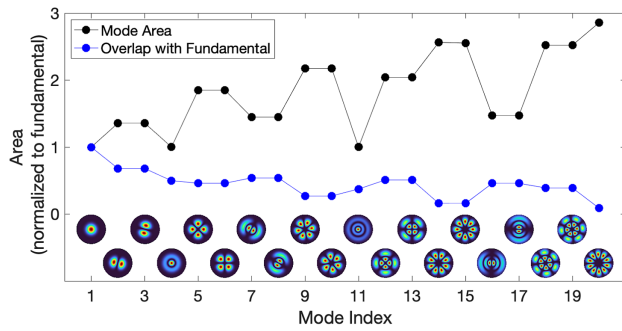 3
Mode Area
Overlap with Fundamental
2
1
0
Area
(normalized to fundamental)
1 3 5 7 9 11 13 15 17 19
Mode Index